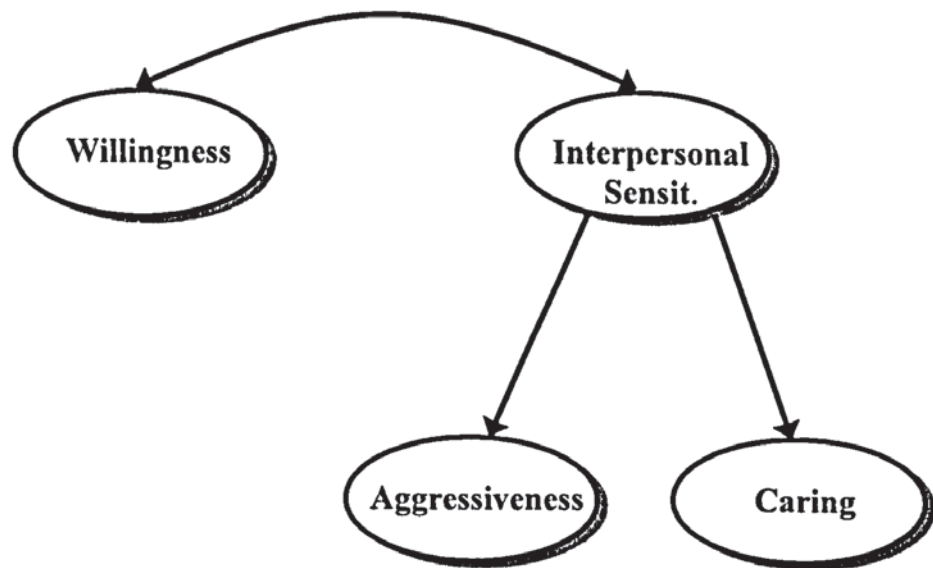 Willingness
Interpersonal
Sensit.
Aggressiveness
Caring